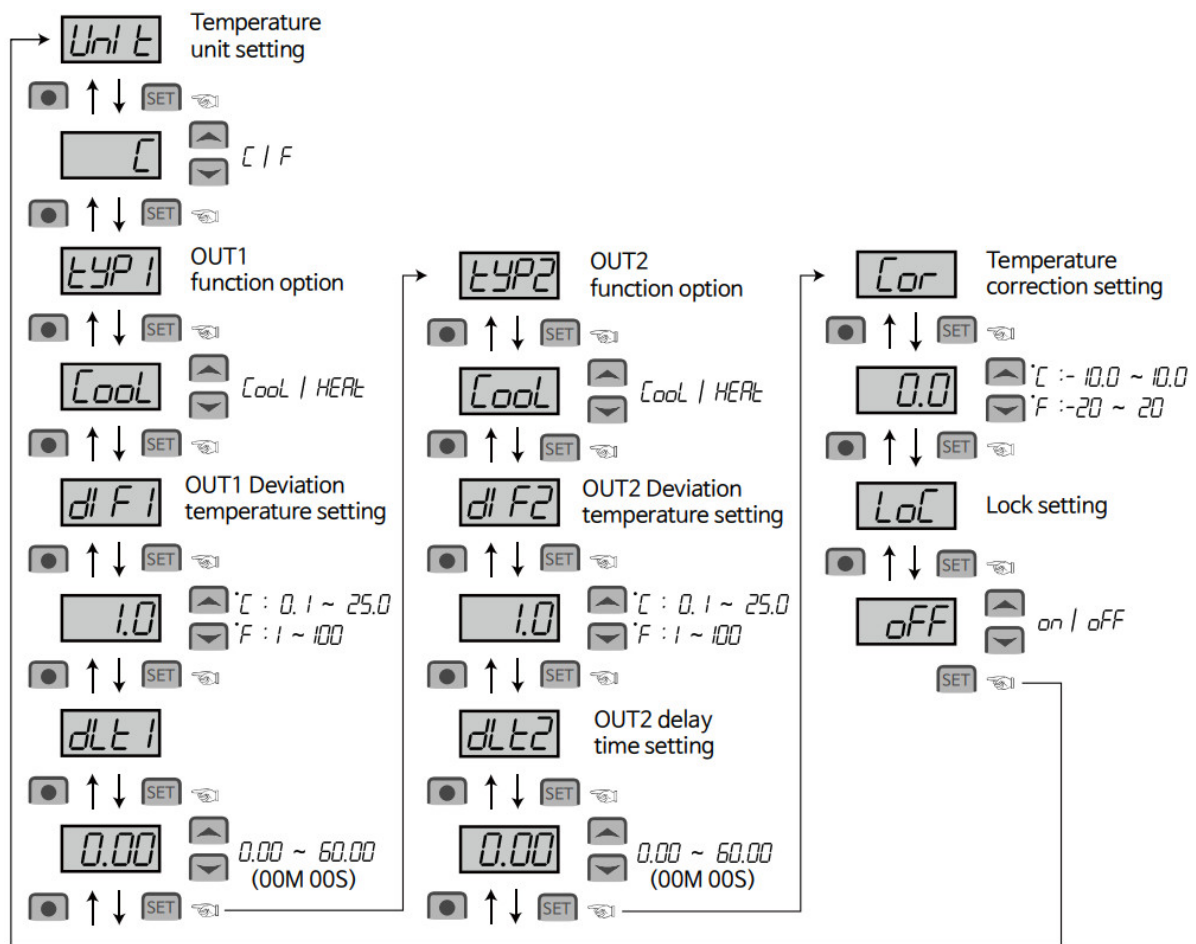 Unit
Temperature
unit setting
SET
C
C / F
SET
tYP1
OUT1
function option
SET
CooL
CooL / HEAt
SET
dIF1
OUT1 Deviation
temperature setting
SET
1.0
°C : 0.1 ~ 25.0
°F : 1 ~ 100
SET
dLt1
SET
0.00
0.00 ~ 60.00
(00M 00S)
SET
tYP2
OUT2
function option
SET
CooL
CooL / HEAt
SET
dIF2
OUT2 Deviation
temperature setting
SET
1.0
°C : 0.1 ~ 25.0
°F : 1 ~ 100
SET
dLt2
OUT2 delay
time setting
SET
0.00
0.00 ~ 60.00
(00M 00S)
SET
Cor
Temperature
correction setting
SET
0.0
°C :- 10.0 ~ 10.0
°F :-20 ~ 20
SET
LoC
Lock setting
SET
oFF
on / oFF
SET